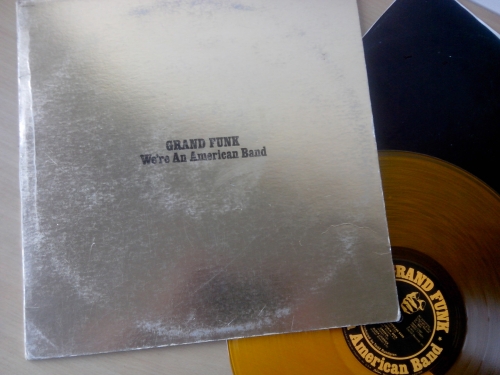 GRAND FUNK
We're An American Band
GRAND FUNK
American Band